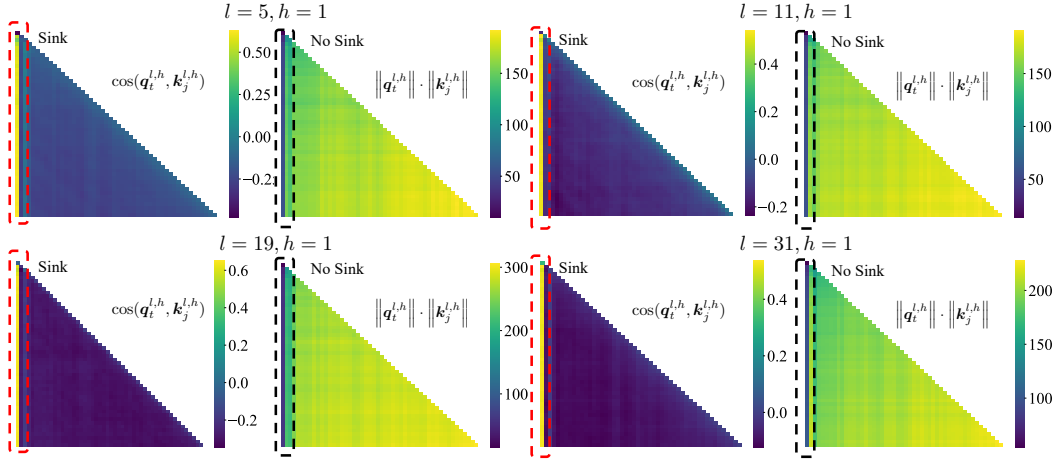 l = 5, h = 1
Sink
cos(q_t^{l,h}, k_j^{l,h})
0.50
0.25
0.00
−0.25
No Sink
‖q_t^{l,h}‖ · ‖k_j^{l,h}‖
150
100
50
l = 11, h = 1
Sink
cos(q_t^{l,h}, k_j^{l,h})
0.4
0.2
0.0
−0.2
No Sink
‖q_t^{l,h}‖ · ‖k_j^{l,h}‖
150
100
50
l = 19, h = 1
Sink
cos(q_t^{l,h}, k_j^{l,h})
0.6
0.4
0.2
0.0
−0.2
No Sink
‖q_t^{l,h}‖ · ‖k_j^{l,h}‖
300
200
100
l = 31, h = 1
Sink
cos(q_t^{l,h}, k_j^{l,h})
0.4
0.2
0.0
No Sink
‖q_t^{l,h}‖ · ‖k_j^{l,h}‖
200
150
100